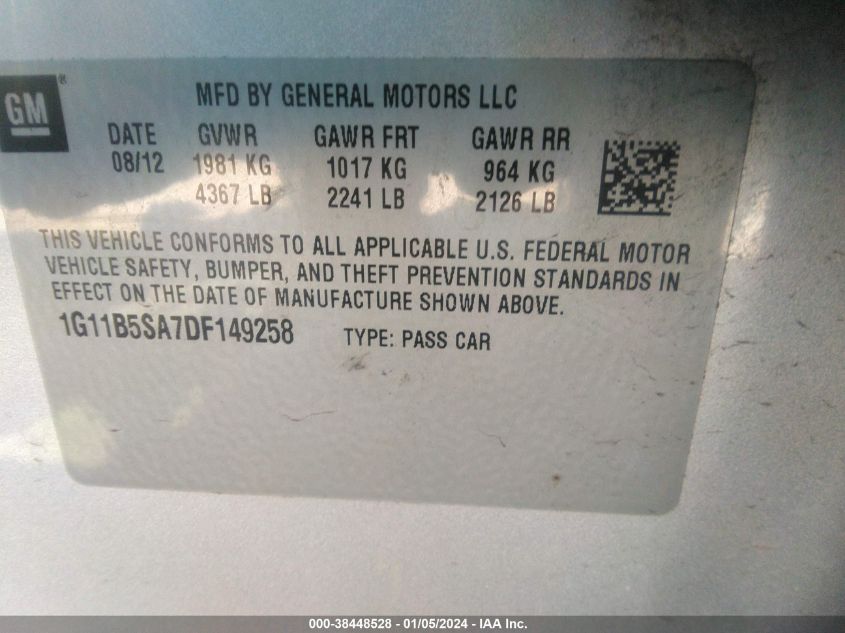 GM ®
MFD BY GENERAL MOTORS LLC
DATE GVWR GAWR FRT GAWR RR
08/12 1981 KG 1017 KG 964 KG
4367 LB 2241 LB 2126 LB
THIS VEHICLE CONFORMS TO ALL APPLICABLE U.S. FEDERAL MOTOR
VEHICLE SAFETY, BUMPER, AND THEFT PREVENTION STANDARDS IN
EFFECT ON THE DATE OF MANUFACTURE SHOWN ABOVE.
1G11B5SA7DF149258 TYPE: PASS CAR
000-38448528 - 01/05/2024 - IAA Inc.